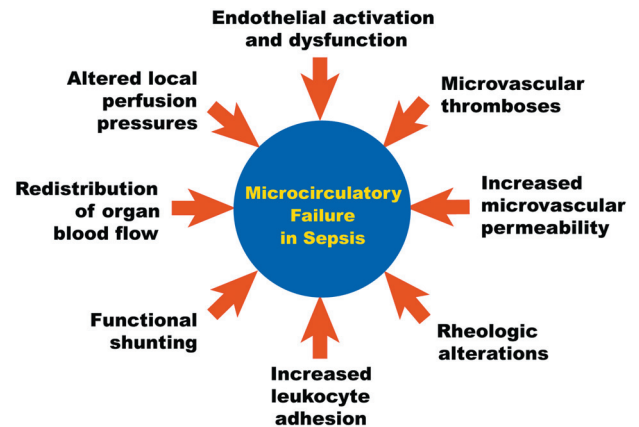 Endothelial activation
and dysfunction
Altered local
perfusion
pressures
Microvascular
thromboses
Redistribution
of organ
blood flow
Microcirculatory
Failure
in Sepsis
Increased
microvascular
permeability
Functional
shunting
Rheologic
alterations
Increased
leukocyte
adhesion